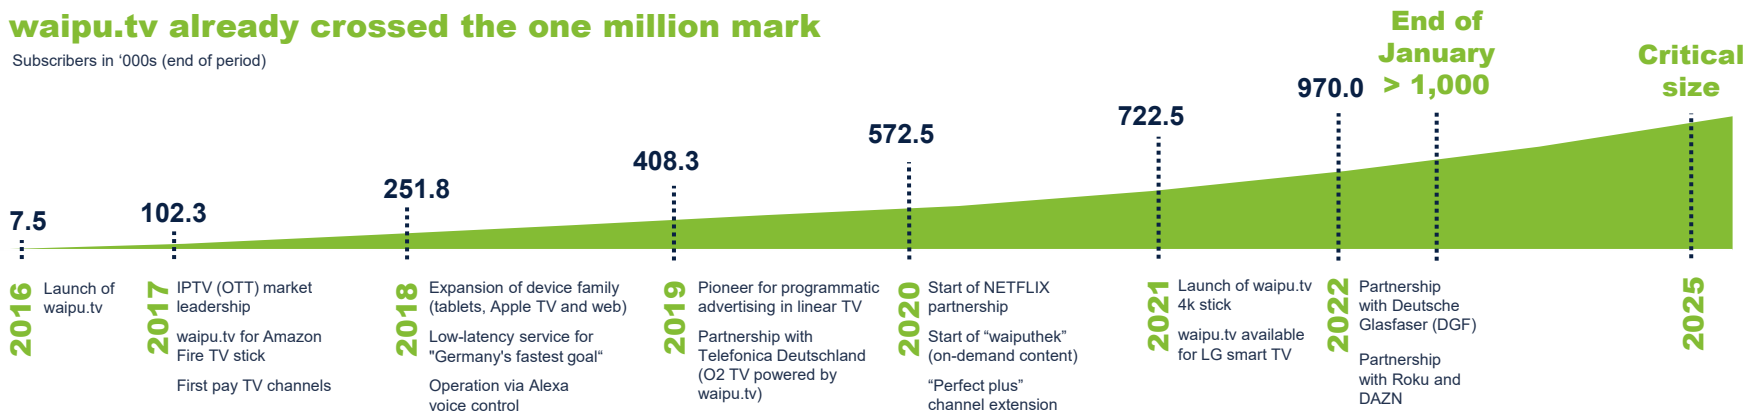 waipu.tv already crossed the one million mark
Subscribers in ‘000s (end of period)
7.5
102.3
251.8
408.3
572.5
722.5
970.0
End of
January
> 1,000
Critical
size
2016
Launch of
waipu.tv
2017
IPTV (OTT) market
leadership
waipu.tv for Amazon
Fire TV stick
First pay TV channels
2018
Expansion of device family
(tablets, Apple TV and web)
Low-latency service for
"Germany's fastest goal“
Operation via Alexa
voice control
2019
Pioneer for programmatic
advertising in linear TV
Partnership with
Telefonica Deutschland
(O2 TV powered by
waipu.tv)
2020
Start of NETFLIX
partnership
Start of “waiputhek”
(on-demand content)
“Perfect plus”
channel extension
2021
Launch of waipu.tv
4k stick
waipu.tv available
for LG smart TV
2022
Partnership
with Deutsche
Glasfaser (DGF)
Partnership
with Roku and
DAZN
2025